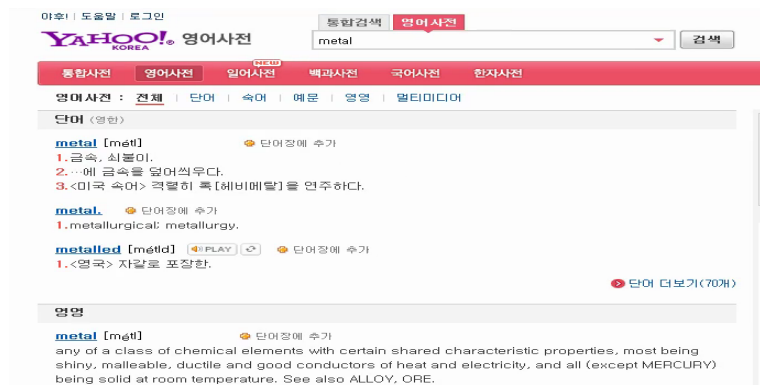 야후! | 도움말 | 로그인
통합검색 영어사전
YAHOO!® KOREA 영어사전
metal 검색
NEW
통합사전 영어사전 일어사전 백과사전 국어사전 한자사전
영어사전 : 전체 | 단어 | 숙어 | 예문 | 영영 | 멀티미디어
단어 (영한)
metal [métl] 단어장에 추가
1.금속, 쇠붙이.
2.…에 금속을 덮어씌우다.
3.<미국 속어> 격렬히 록[헤비메탈]을 연주하다.
metal. 단어장에 추가
1.metallurgical; metallurgy.
metalled [métld] PLAY 단어장에 추가
1.<영국> 자갈로 포장한.
단어 더보기(70개)
영영
metal [métl] 단어장에 추가
any of a class of chemical elements with certain shared characteristic properties, most being
shiny, malleable, ductile and good conductors of heat and electricity, and all (except MERCURY)
being solid at room temperature. See also ALLOY, ORE.